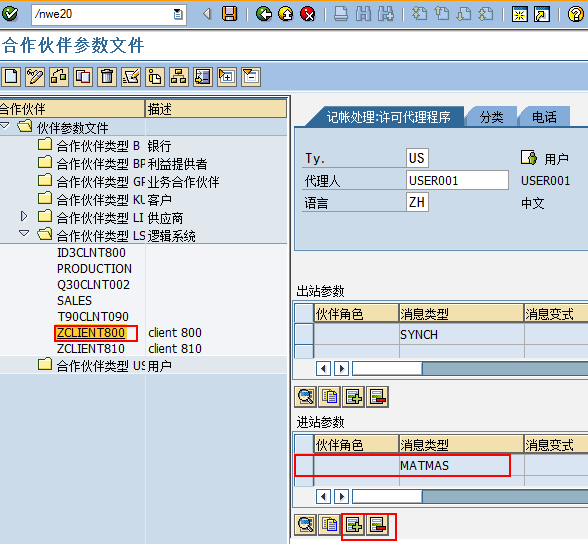 /nwe20
合作伙伴参数文件
合作伙伴 描述
伙伴参数文件
合作伙伴类型 B 银行
合作伙伴类型 BP 利益提供者
合作伙伴类型 GP 业务合作伙伴
合作伙伴类型 KU 客户
合作伙伴类型 LI 供应商
合作伙伴类型 LS 逻辑系统
ID3CLNT800
PRODUCTION
Q30CLNT002
SALES
T90CLNT090
ZCLIENT800 client 800
ZCLIENT810 client 810
合作伙伴类型 US 用户
记帐处理:许可代理程序 分类 电话
Ty. US 用户
代理人 USER001 USER001
语言 ZH 中文
出站参数
伙伴角色 消息类型 消息变式
SYNCH
进站参数
伙伴角色 消息类型 消息变式
MATMAS